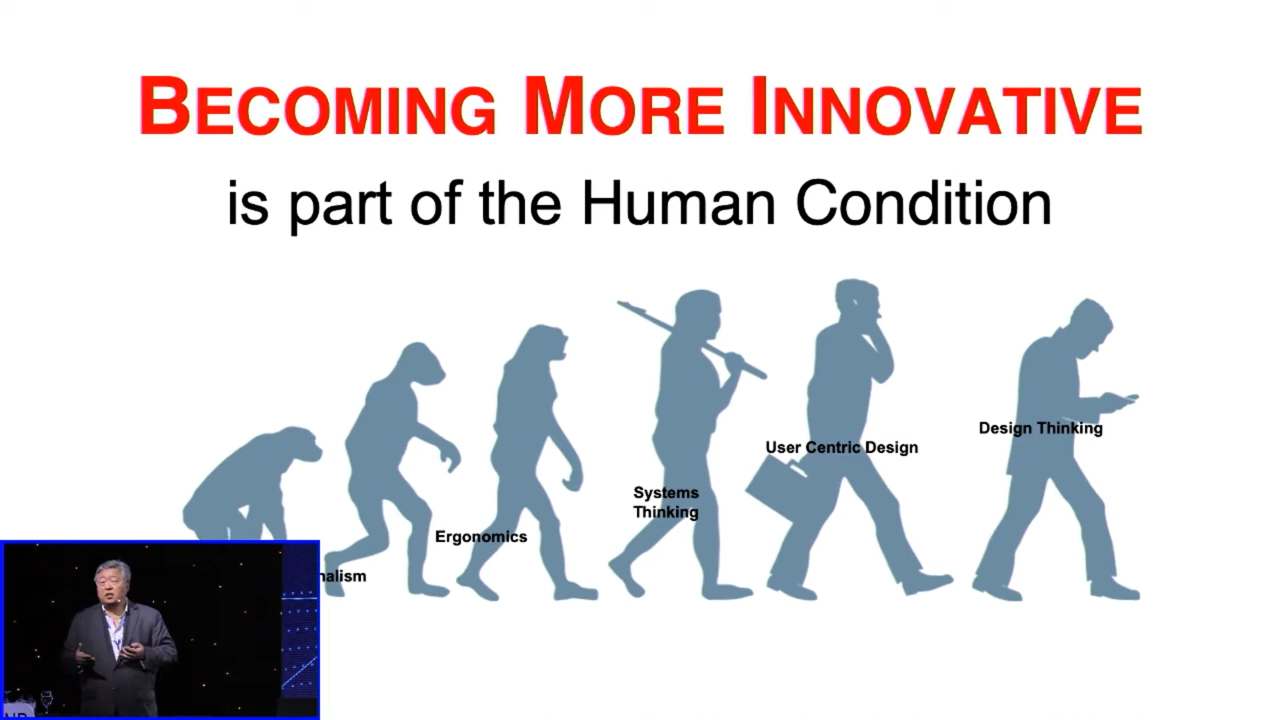 BECOMING MORE INNOVATIVE
is part of the Human Condition
Design Thinking
User Centric Design
Systems
Thinking
Ergonomics